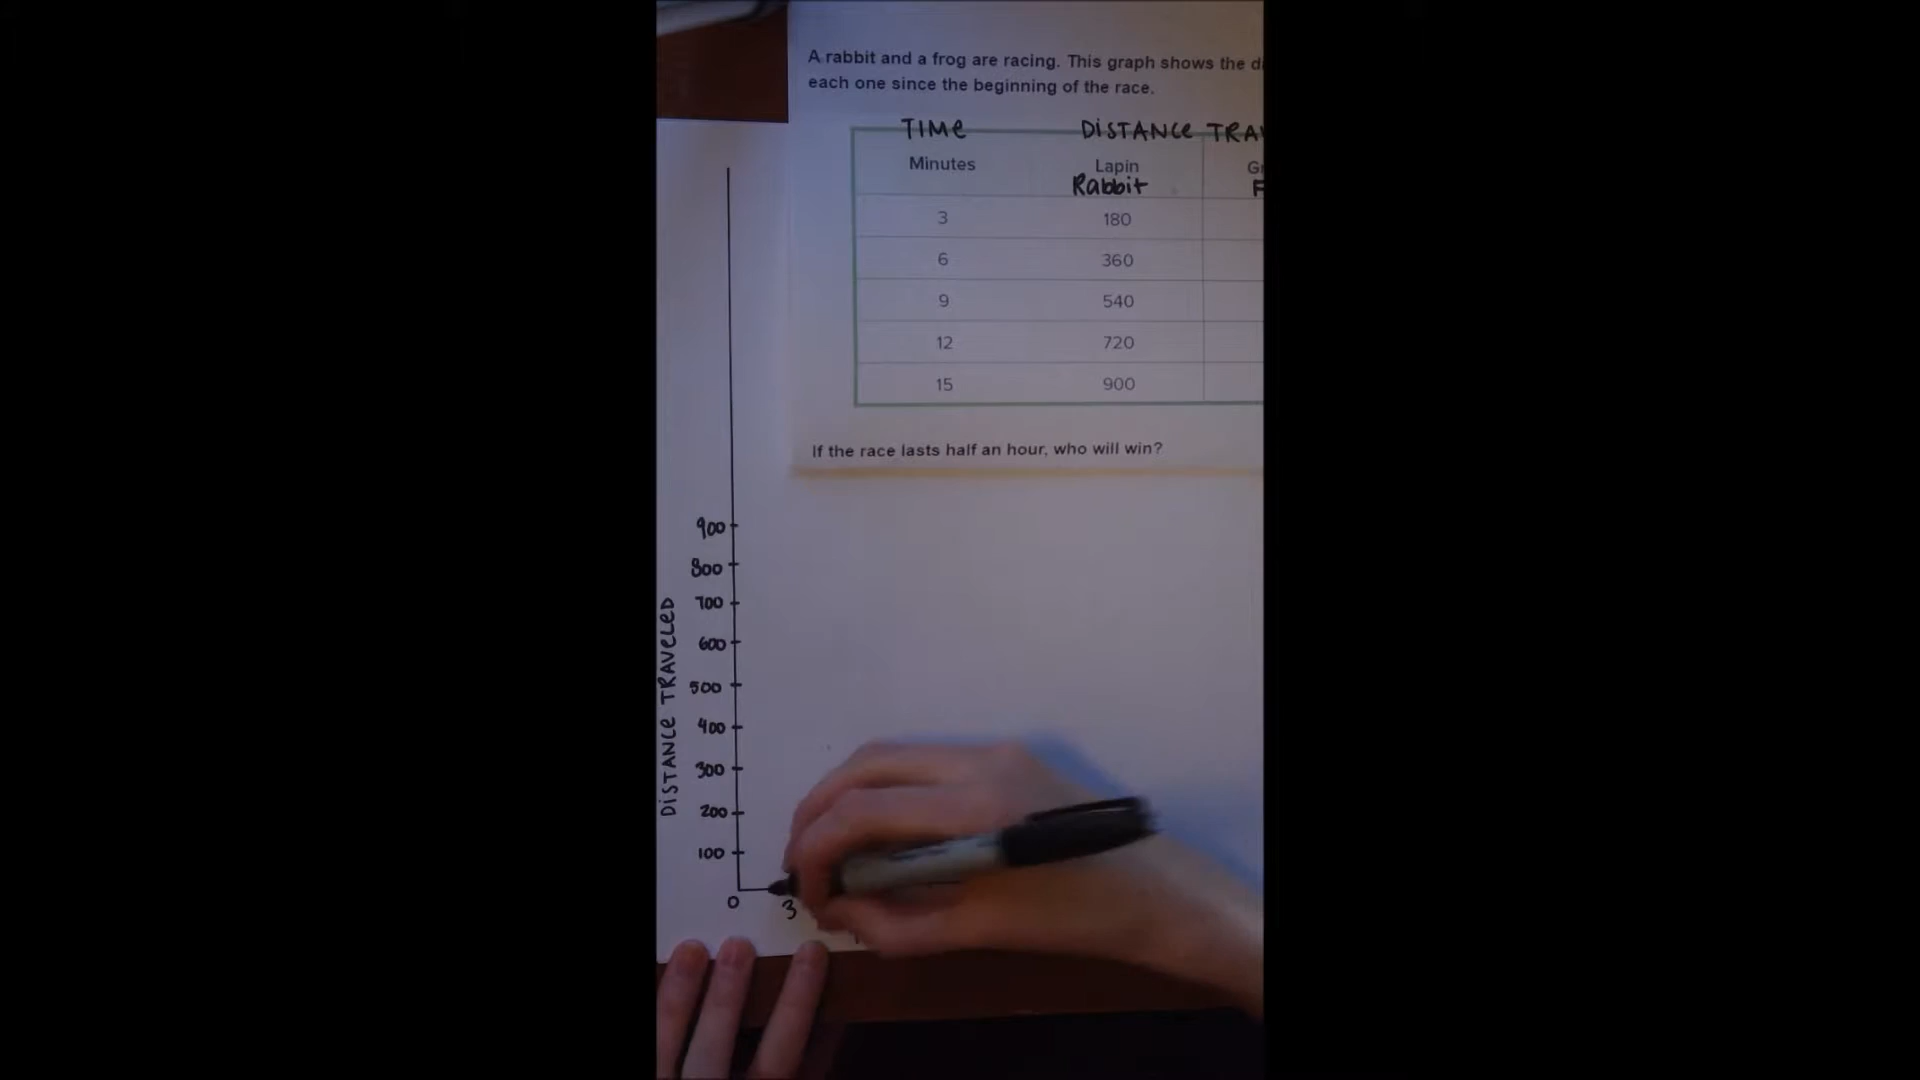 A rabbit and a frog are racing. This graph shows the
each one since the beginning of the race.
TIME DISTANCE
Minutes Lapin
Rabbit
3 180
6 360
9 540
12 720
15 900
If the race lasts half an hour, who will win?
900
800
700
600
500
400
300
200
100
0 3
DISTANCE TRAVELED